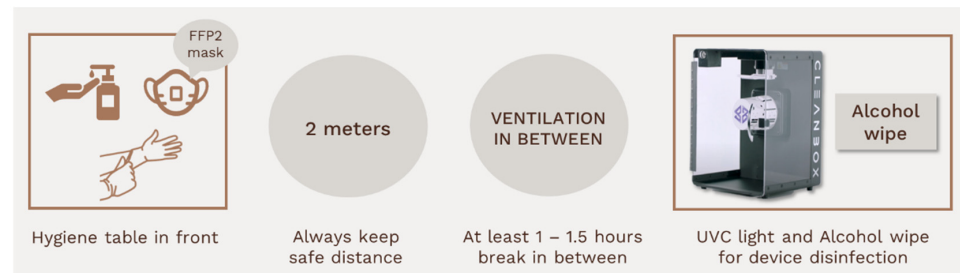 FFP2
mask
2 meters
VENTILATION
IN BETWEEN
CLEANBOX
Alcohol
wipe
Hygiene table in front
Always keep
safe distance
At least 1 – 1.5 hours
break in between
UVC light and Alcohol wipe
for device disinfection